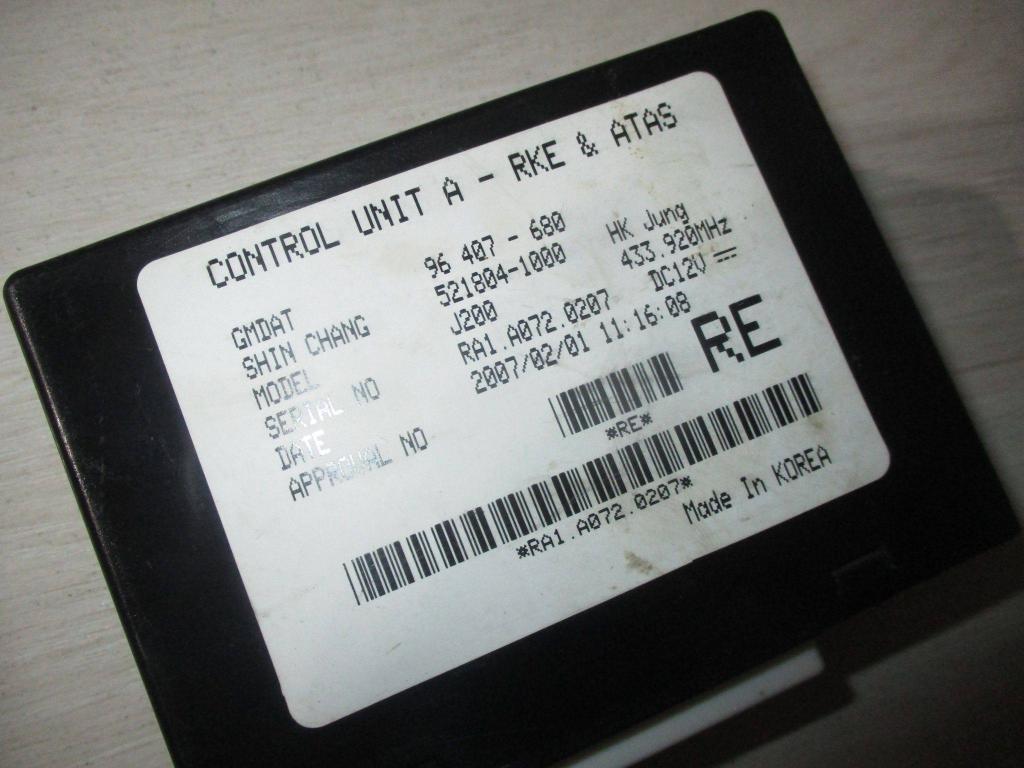 CONTROL UNIT A - RKE & ATAS
GMDAT 96 407 - 680 HK Jung
SHIN CHANG 521804-1000 433.920MHz
MODEL J200 DC12V
SERIAL NO RA1.A072.0207
DATE 2007/02/01 11:16:08
APPROVAL NO
RE
*RE*
*RA1.A072.0207*
Made In KOREA